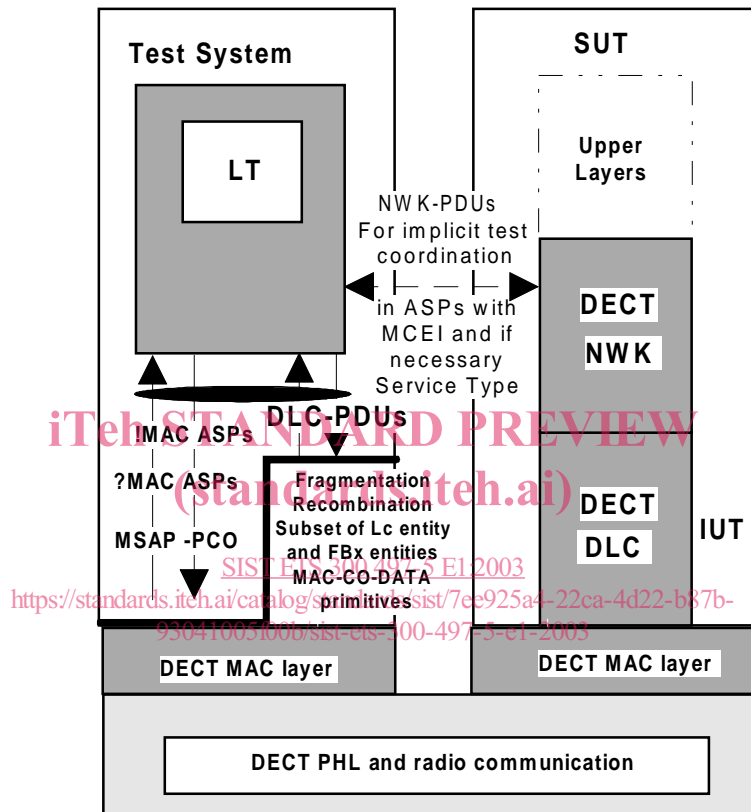 Test System
SUT
LT
Upper
Layers
NWK-PDUs
For implicit test
coordination
in ASPs with
MCEI and if
necessary
Service Type
DECT
NWK
DLC-PDUs
iTeh STANDARD PREVIEW
(standards.iteh.ai)
!MAC ASPs
?MAC ASPs
MSAP -PCO
Fragmentation
Recombination
Subset of Lc entity
and FBx entities
MAC-CO-DATA
primitives
DECT
DLC
IUT
SIST ETS 300 497-5 E1:2003
https://standards.iteh.ai/catalog/standards/sist/7ee925a4-22ca-4d22-b87b-
93041005f00b/sist-ets-300-497-5-e1-2003
DECT MAC layer
DECT MAC layer
DECT PHL and radio communication